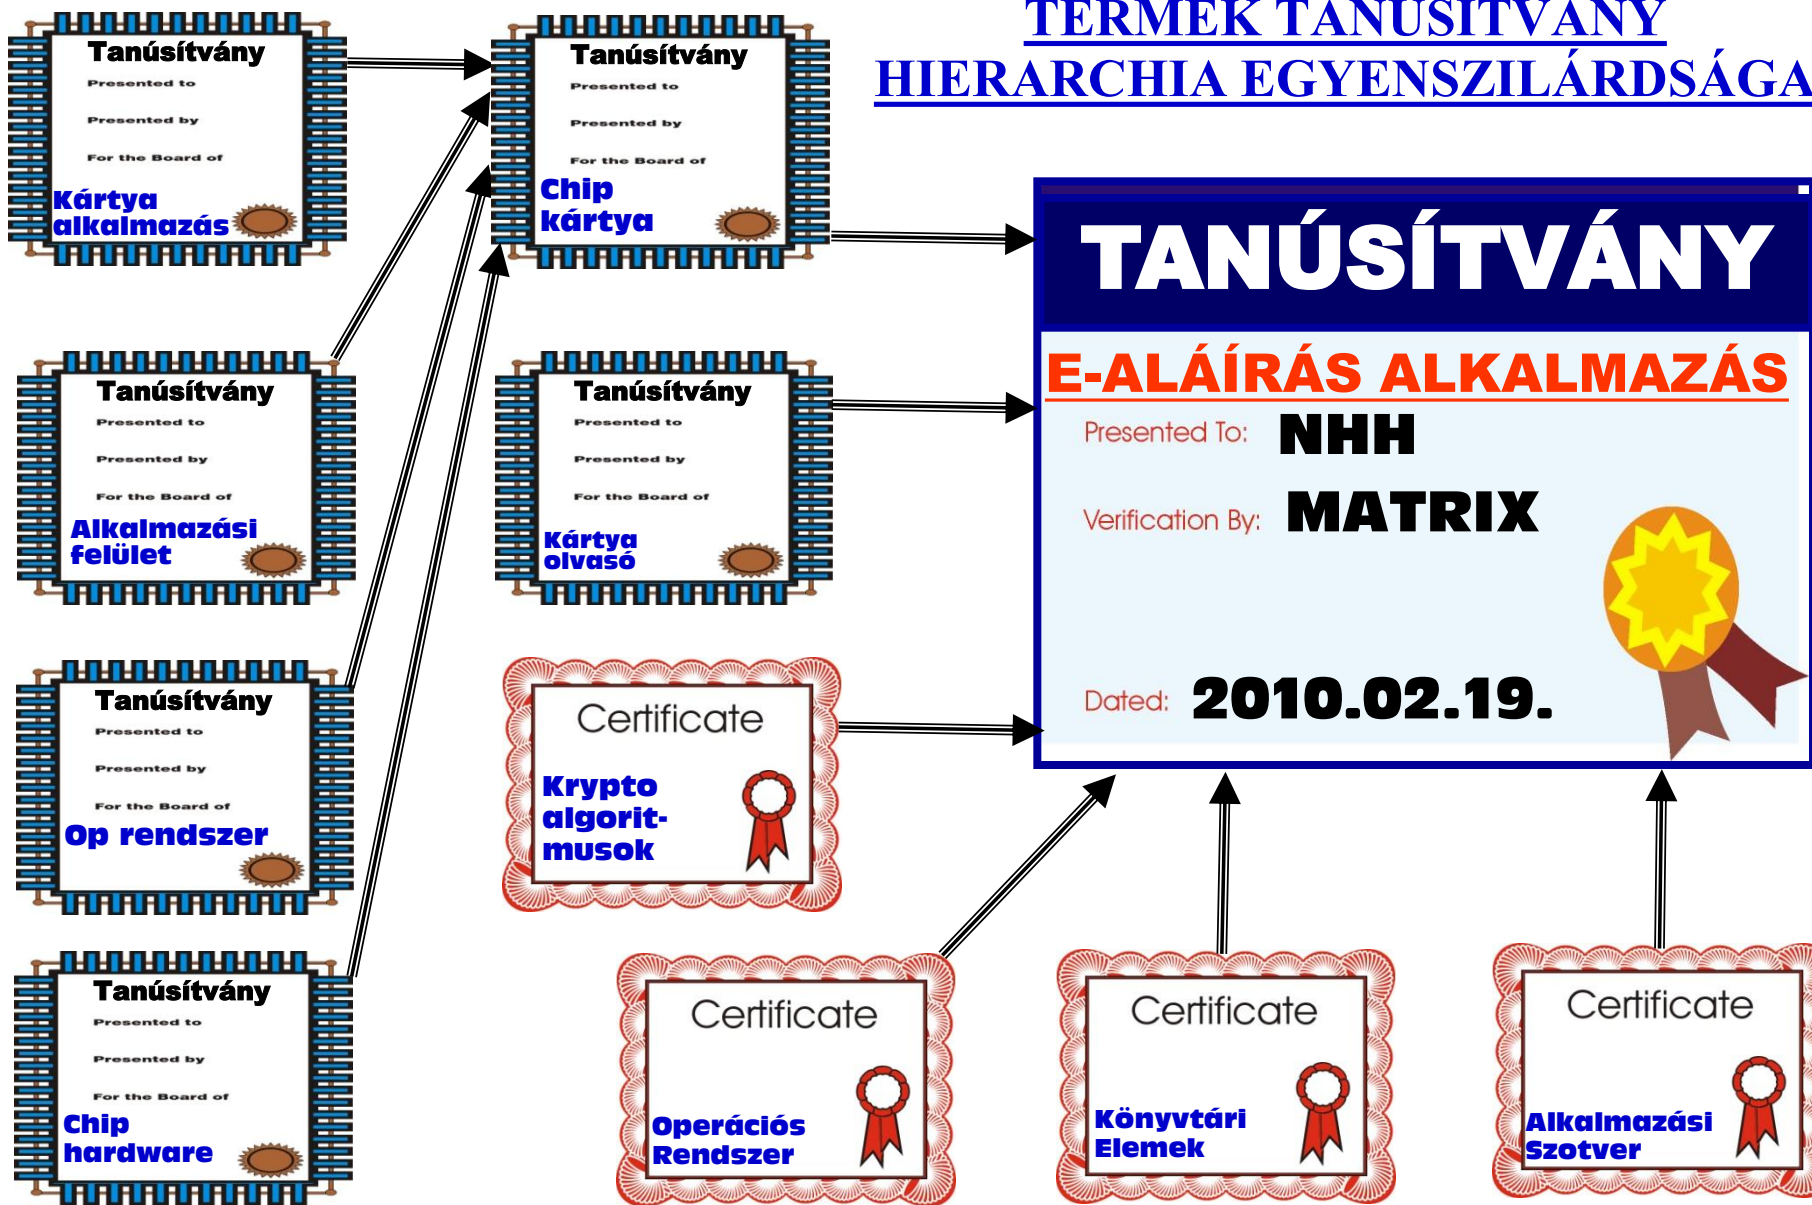 TERMÉK TANÚSÍTVÁNY
HIERARCHIA EGYENSZILÁRDSÁGA
Tanúsítvány
Presented to
Presented by
For the Board of
Kártya
alkalmazás
Tanúsítvány
Presented to
Presented by
For the Board of
Chip
kártya
TANÚSÍTVÁNY
E-ALÁÍRÁS ALKALMAZÁS
Presented To: NHH
Verification By: MATRIX
Dated: 2010.02.19.
Tanúsítvány
Presented to
Presented by
For the Board of
Alkalmazási
felület
Tanúsítvány
Presented to
Presented by
For the Board of
Kártya
olvasó
Tanúsítvány
Presented to
Presented by
For the Board of
Op rendszer
Certificate
Krypto
algorit-
musok
Tanúsítvány
Presented to
Presented by
For the Board of
Chip
hardware
Certificate
Operációs
Rendszer
Certificate
Könyvtári
Elemek
Certificate
Alkalmazási
Szotver